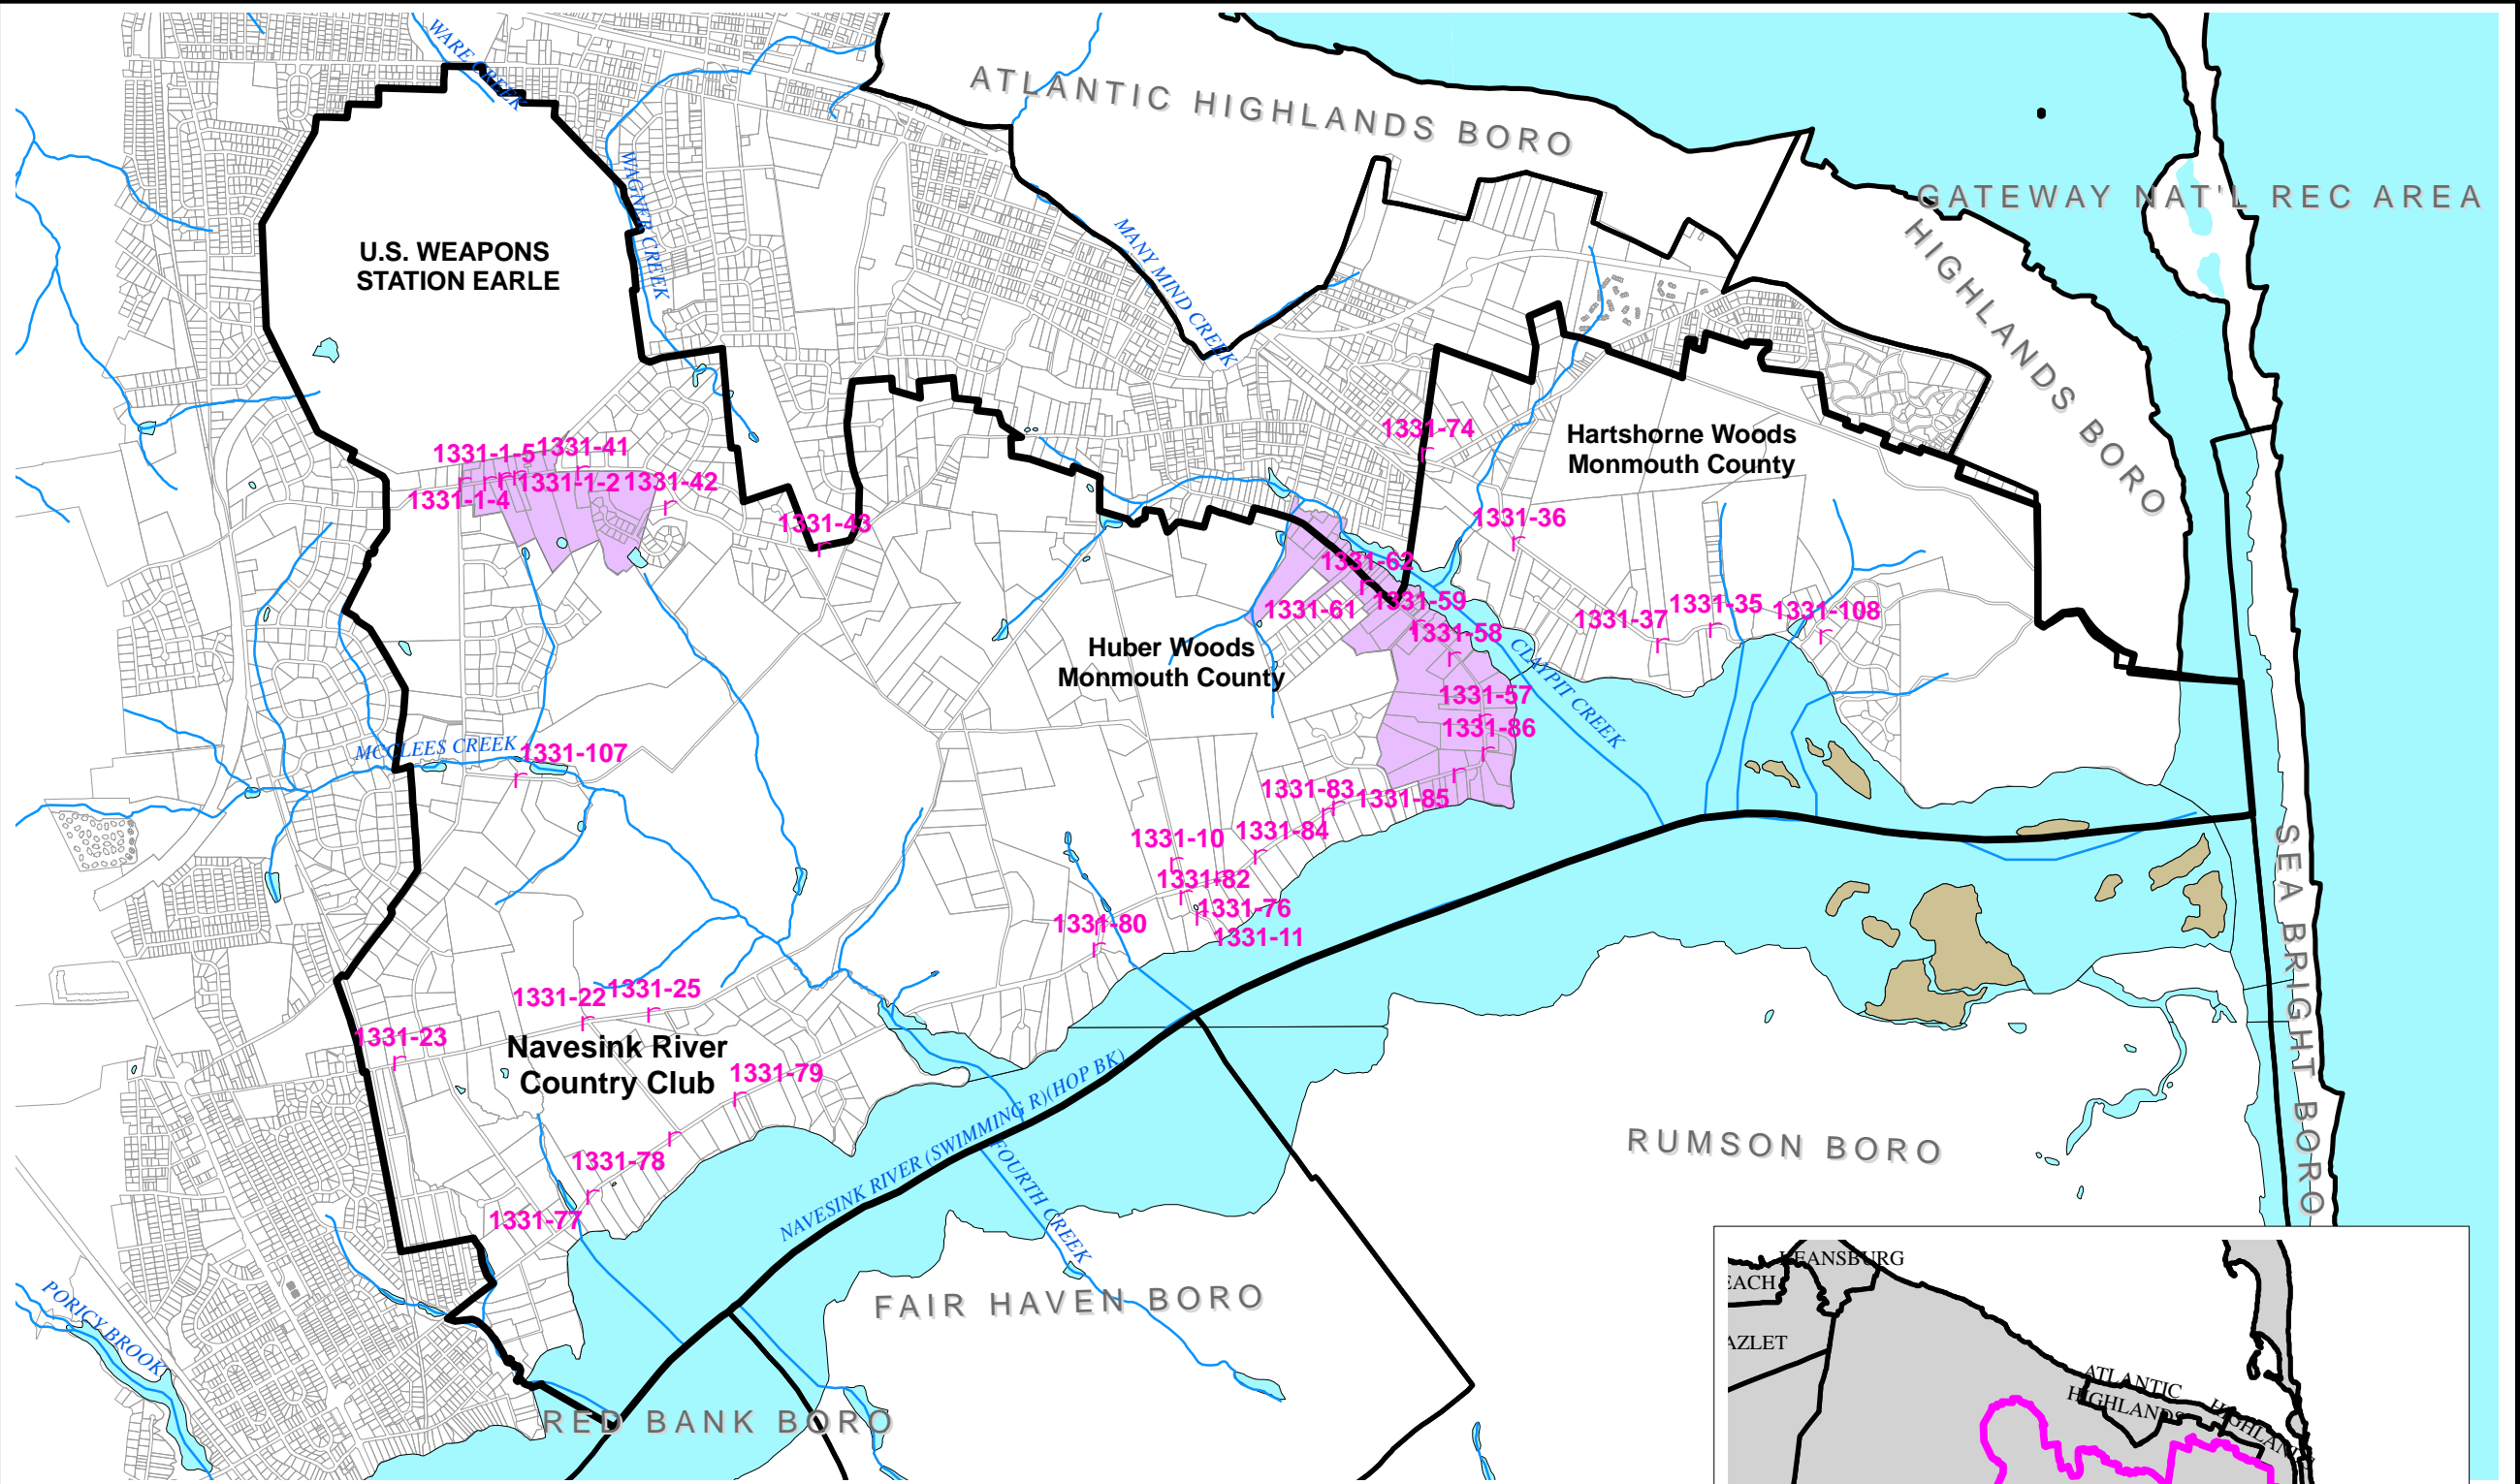 WARE CREEK
ATLANTIC HIGHLANDS BORO
GATEWAY NAT'L REC AREA
HIGHLANDS BORO
WAGNER CREEK
U.S. WEAPONS
STATION EARLE
MANY MIND CREEK
1331-74
Hartshorne Woods
Monmouth County
1331-1-5
1331-41
1331-1-4
1331-1-2
1331-42
1331-43
1331-36
1331-62
1331-61
1331-59
1331-58
1331-37
1331-35
1331-108
Huber Woods
Monmouth County
CLAYPIT CREEK
1331-57
1331-86
MCCLEES CREEK
1331-107
1331-83
1331-85
1331-84
1331-10
1331-82
1331-76
1331-11
1331-80
SEA BRIGHT BORO
1331-22
1331-25
1331-23
Navesink River
Country Club
1331-79
1331-78
1331-77
NAVESINK RIVER (SWIMMING R)(HOP BK)
FOURTH CREEK
RUMSON BORO
FAIR HAVEN BORO
PORICY BROOK
RED BANK BORO
KEANSBURG
EACH
AZLET
ATLANTIC
HIGHLANDS
HIGHLANDS